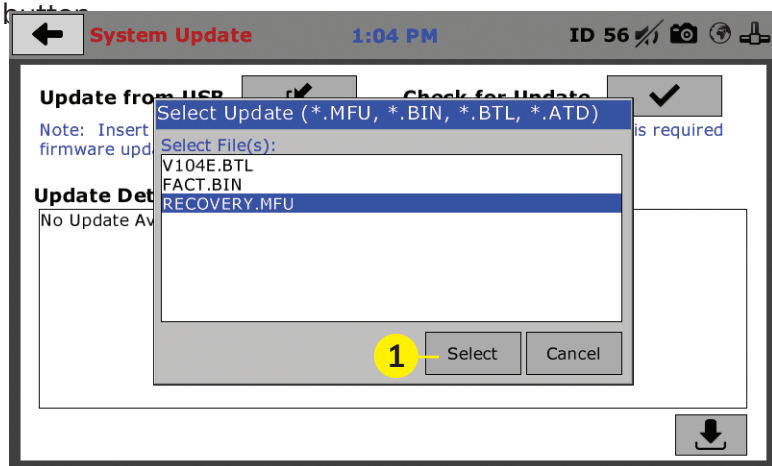 button
System Update 1:04 PM ID 56
Update from USB Check for Update
Select Update (*.MFU, *.BIN, *.BTL, *.ATD)
Note: Insert is required
firmware upd
Select File(s):
V104E.BTL
FACT.BIN
RECOVERY.MFU
Update Det
No Update Av
1 Select Cancel